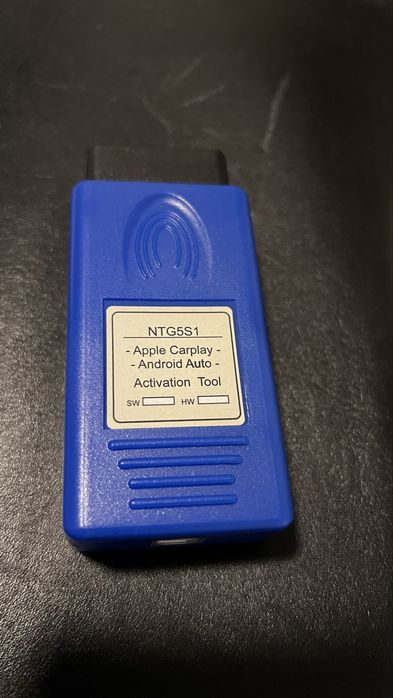 NTG5S1
- Apple Carplay -
- Android Auto -
Activation Tool
SW HW